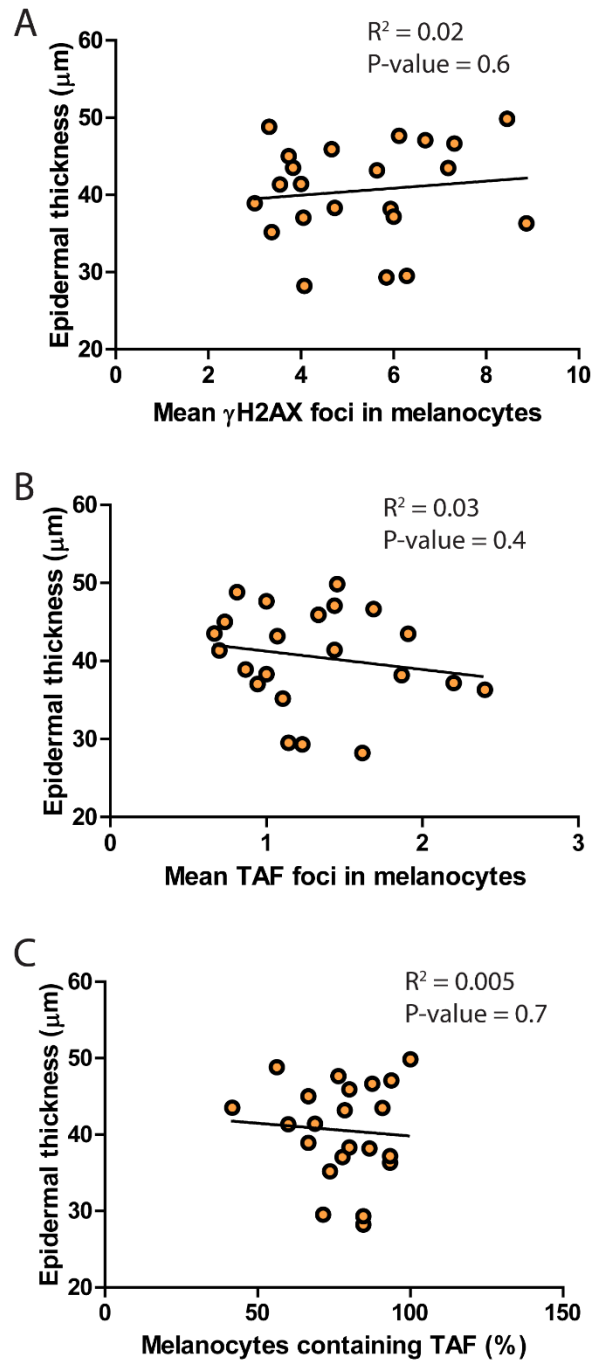 A
R² = 0.02
P-value = 0.6
Epidermal thickness (μm)
60
50
40
30
20
0 2 4 6 8 10
Mean γH2AX foci in melanocytes
B
R² = 0.03
P-value = 0.4
Epidermal thickness (μm)
60
50
40
30
20
0 1 2 3
Mean TAF foci in melanocytes
C
R² = 0.005
P-value = 0.7
Epidermal thickness (μm)
60
50
40
30
20
50 100 150
Melanocytes containing TAF (%)